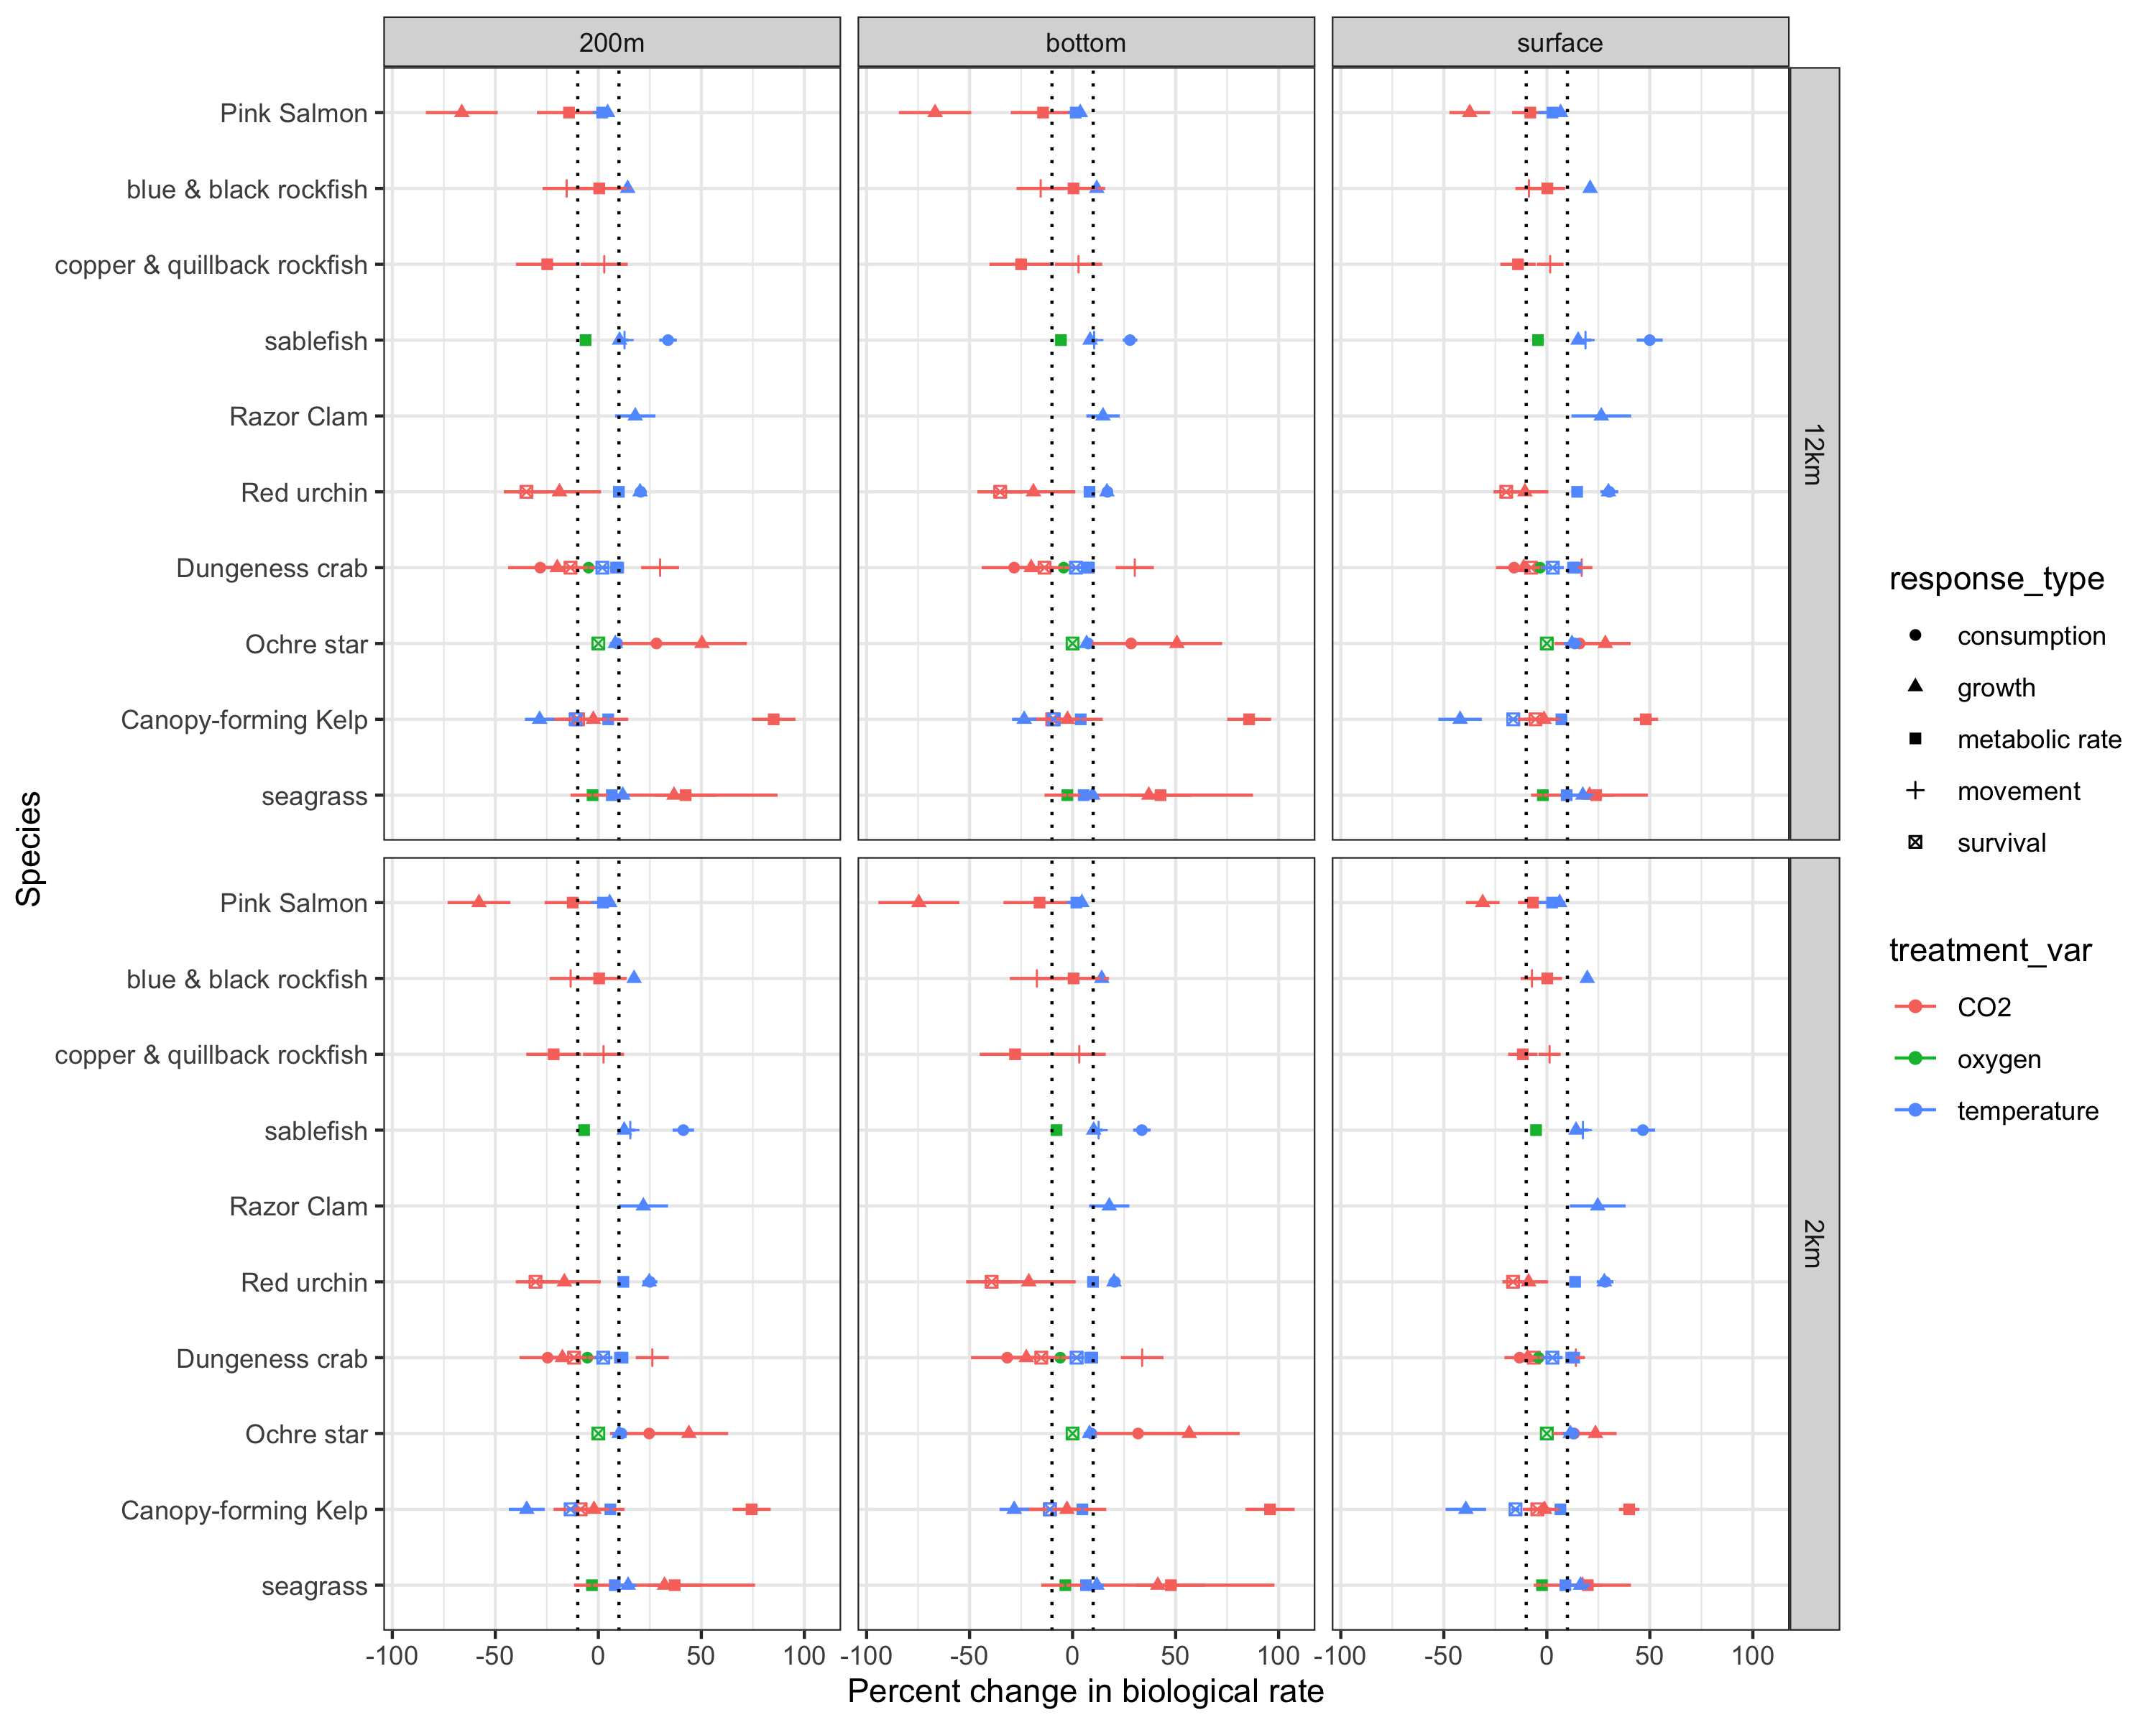 200m
bottom
surface
Pink Salmon
blue & black rockfish
copper & quillback rockfish
sablefish
Razor Clam
Red urchin
Dungeness crab
Ochre star
Canopy-forming Kelp
seagrass
12km
Pink Salmon
blue & black rockfish
copper & quillback rockfish
sablefish
Razor Clam
Red urchin
Dungeness crab
Ochre star
Canopy-forming Kelp
seagrass
2km
Species
-100 -50 0 50 100
-100 -50 0 50 100
-100 -50 0 50 100
Percent change in biological rate
response_type
consumption
growth
metabolic rate
movement
survival
treatment_var
CO2
oxygen
temperature